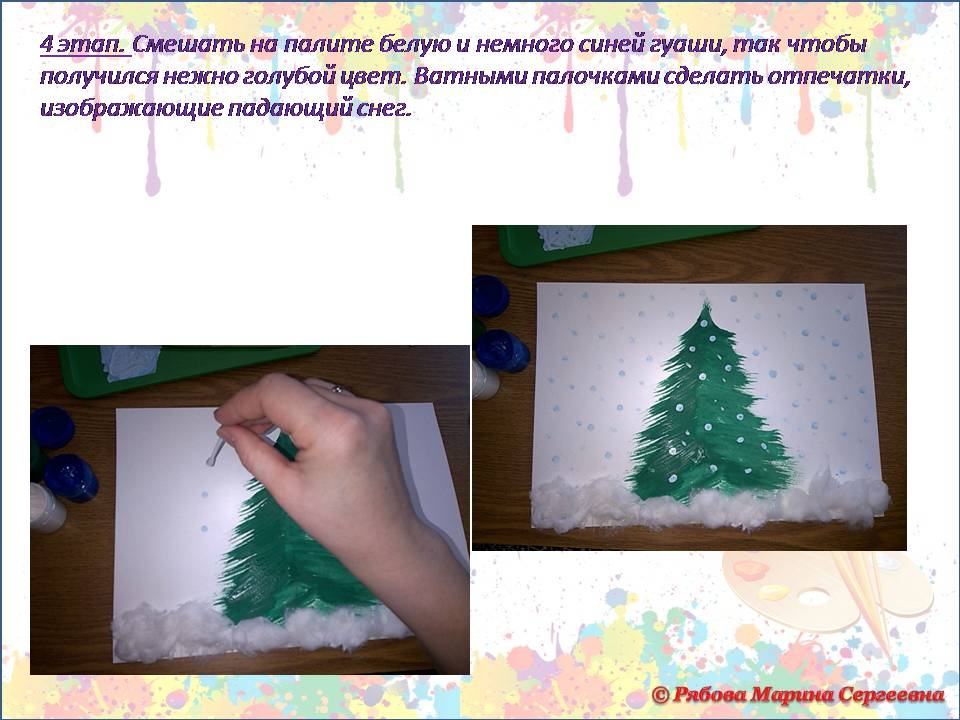 4 этап. Смешать на палите белую и немного синей гуаши, так чтобы
получился нежно голубой цвет. Ватными палочками сделать отпечатки,
изображающие падающий снег.
© Рябова Марина Сергеевна